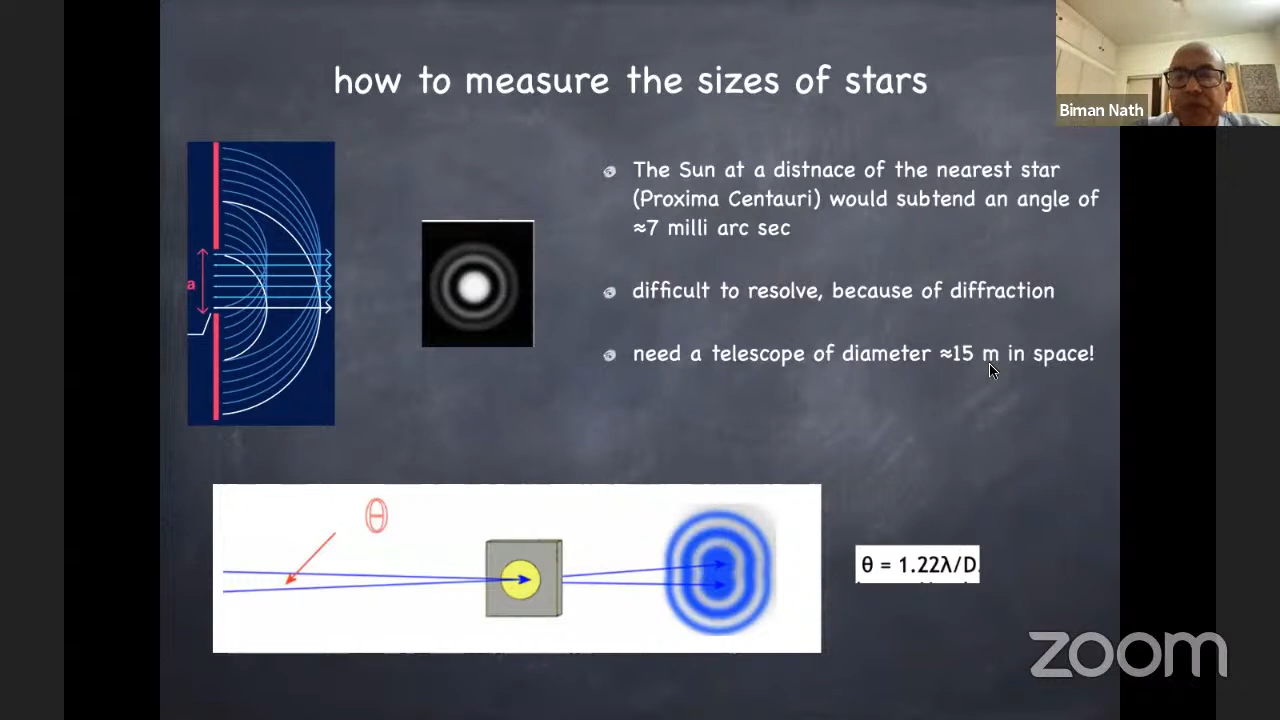 how to measure the sizes of stars
Biman Nath
The Sun at a distnace of the nearest star
(Proxima Centauri) would subtend an angle of
≈7 milli arc sec
difficult to resolve, because of diffraction
need a telescope of diameter ≈15 m in space!
a
θ
θ = 1.22λ/D
zoom